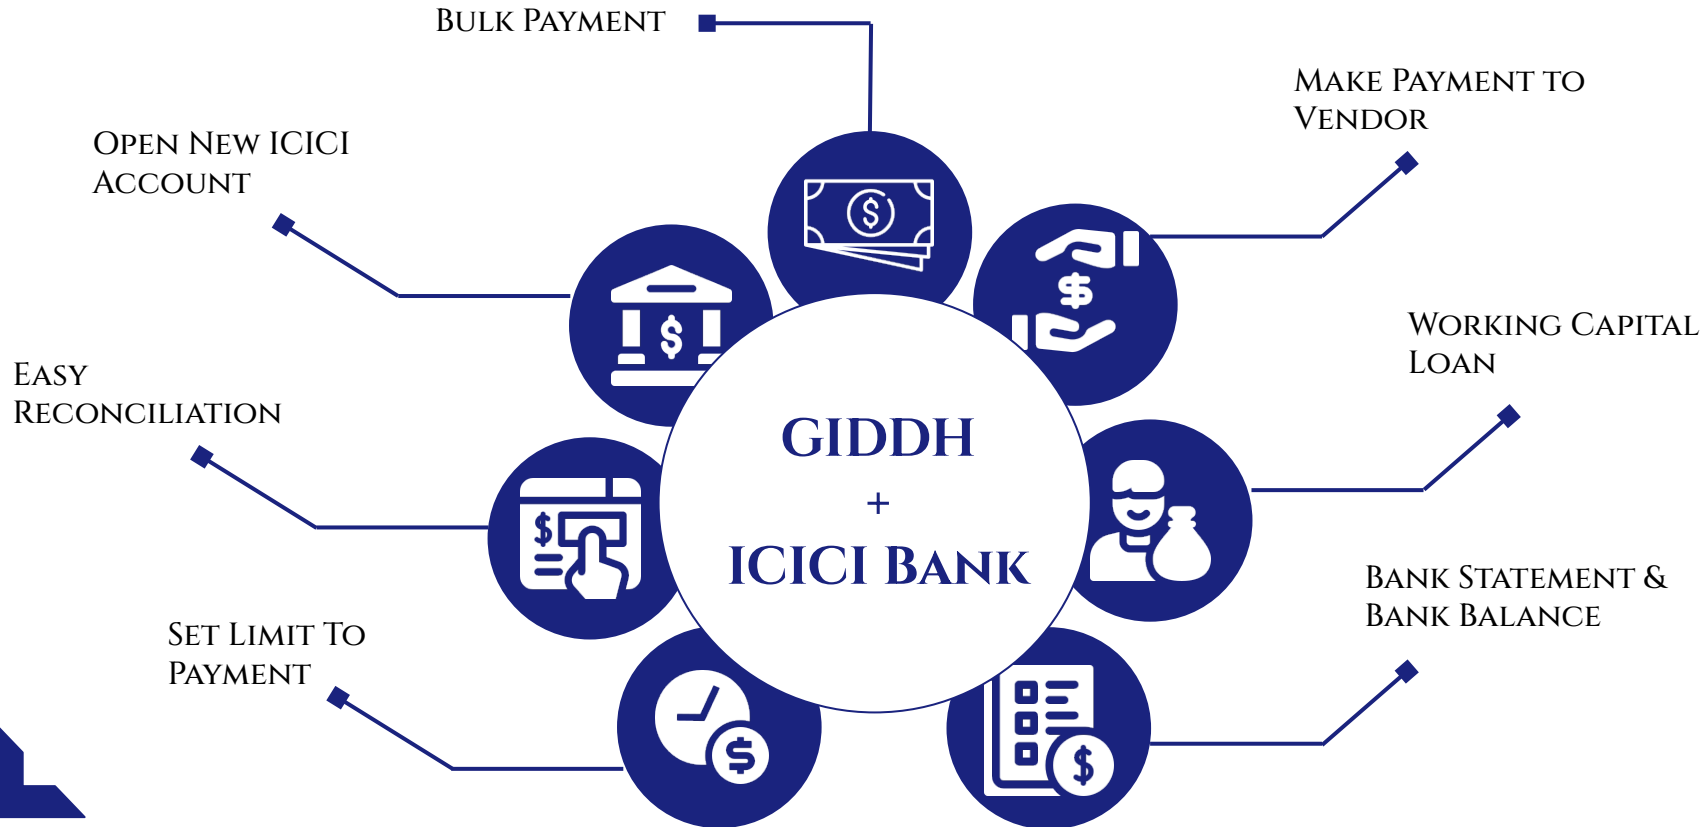 Bulk Payment
Make Payment to
Vendor
Open New ICICI
Account
Working Capital
Loan
Easy
Reconciliation
GIDDH
+
ICICI Bank
Bank Statement &
Bank Balance
Set Limit To
Payment